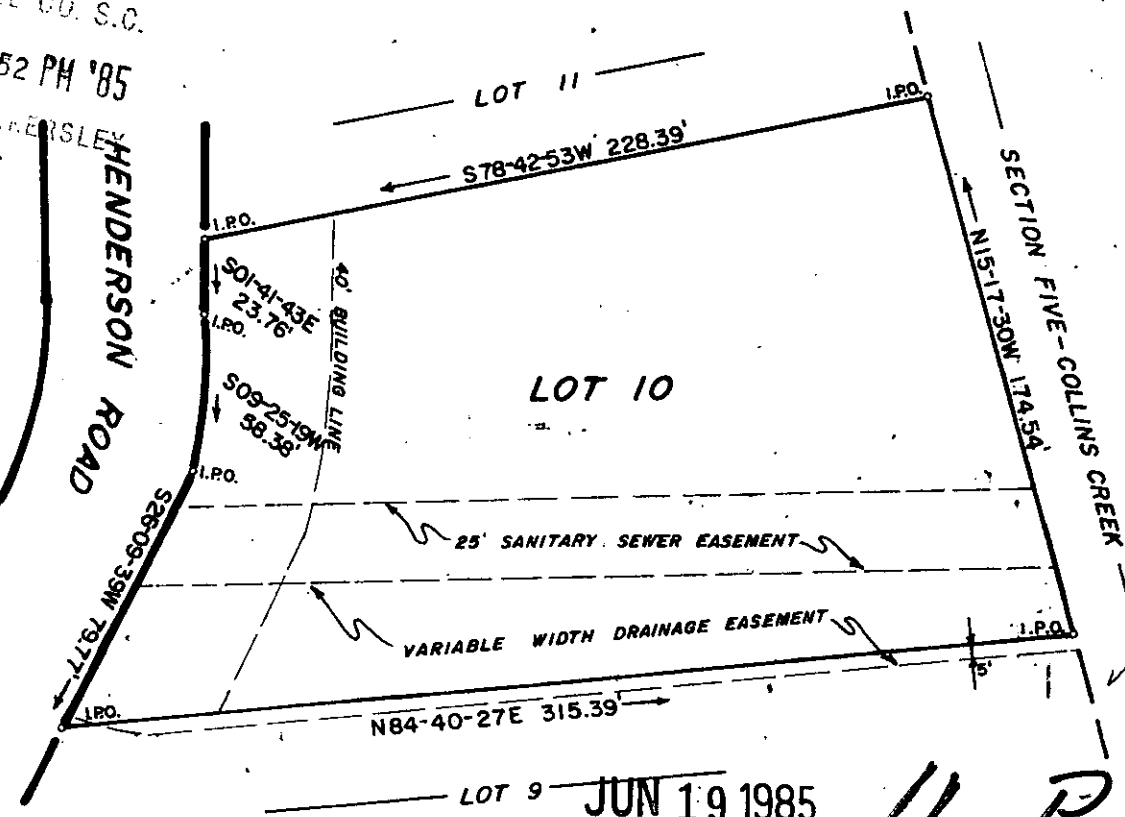 CO. S.C.
52 PM '85
LOT 11
I.P.O.
HENDERSON ROAD
S78-42-53W 228.39'
I.P.O.
S01-41-43E
23.76'
I.P.O.
40' BUILDING LINE
SECTION FIVE-COLLINS CREEK
N15-17-30W 174.54'
S09-25-19W
58.38'
LOT 10
I.P.O.
S26-09-39W 79.77'
25' SANITARY SEWER EASEMENT
VARIABLE WIDTH DRAINAGE EASEMENT
I.P.O.
5'
I.P.O.
N84-40-27E 315.39'
LOT 9
JUN 19 1985